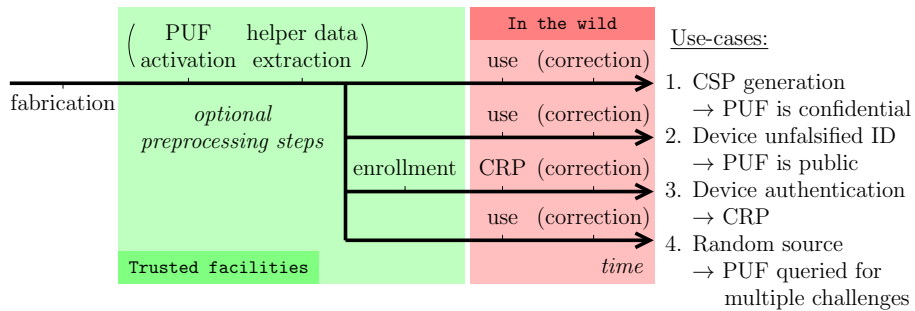 In the wild
( PUF helper data )
activation extraction
use (correction)
fabrication
optional
preprocessing steps
use (correction)
enrollment CRP (correction)
use (correction)
Trusted facilities
time
Use-cases:
1. CSP generation
→ PUF is confidential
2. Device unfalsified ID
→ PUF is public
3. Device authentication
→ CRP
4. Random source
→ PUF queried for
multiple challenges